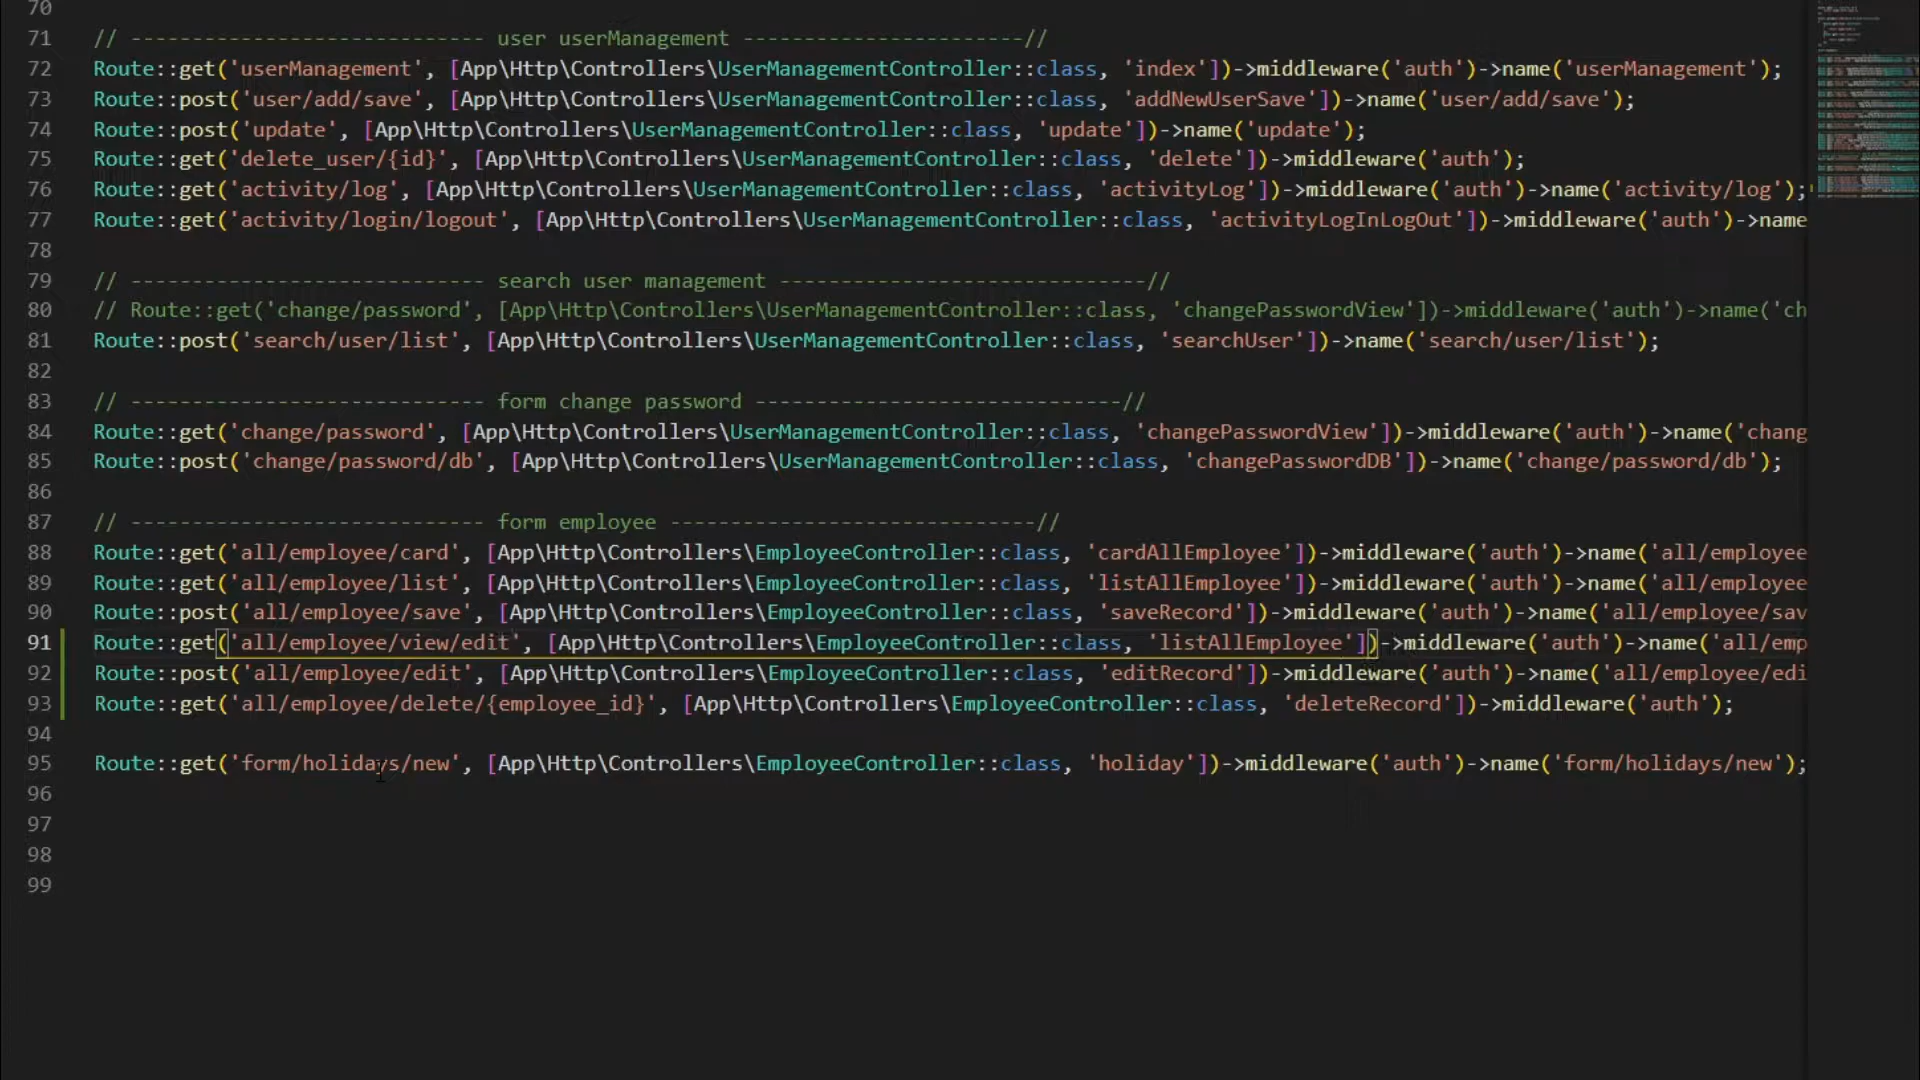 70
71 // ----------------------------- user userManagement -----------------------//
72 Route::get('userManagement', [App\Http\Controllers\UserManagementController::class, 'index'])->middleware('auth')->name('userManagement');
73 Route::post('user/add/save', [App\Http\Controllers\UserManagementController::class, 'addNewUserSave'])->name('user/add/save');
74 Route::post('update', [App\Http\Controllers\UserManagementController::class, 'update'])->name('update');
75 Route::get('delete_user/{id}', [App\Http\Controllers\UserManagementController::class, 'delete'])->middleware('auth');
76 Route::get('activity/log', [App\Http\Controllers\UserManagementController::class, 'activityLog'])->middleware('auth')->name('activity/log');
77 Route::get('activity/login/logout', [App\Http\Controllers\UserManagementController::class, 'activityLogInLogOut'])->middleware('auth')->name
78
79 // ----------------------------- search user management ------------------------------//
80 // Route::get('change/password', [App\Http\Controllers\UserManagementController::class, 'changePasswordView'])->middleware('auth')->name('ch
81 Route::post('search/user/list', [App\Http\Controllers\UserManagementController::class, 'searchUser'])->name('search/user/list');
82
83 // ----------------------------- form change password ------------------------------//
84 Route::get('change/password', [App\Http\Controllers\UserManagementController::class, 'changePasswordView'])->middleware('auth')->name('chang
85 Route::post('change/password/db', [App\Http\Controllers\UserManagementController::class, 'changePasswordDB'])->name('change/password/db');
86
87 // ----------------------------- form employee ------------------------------//
88 Route::get('all/employee/card', [App\Http\Controllers\EmployeeController::class, 'cardAllEmployee'])->middleware('auth')->name('all/employee
89 Route::get('all/employee/list', [App\Http\Controllers\EmployeeController::class, 'listAllEmployee'])->middleware('auth')->name('all/employee
90 Route::post('all/employee/save', [App\Http\Controllers\EmployeeController::class, 'saveRecord'])->middleware('auth')->name('all/employee/sav
91 Route::get('all/employee/view/edit', [App\Http\Controllers\EmployeeController::class, 'listAllEmployee'])->middleware('auth')->name('all/emp
92 Route::post('all/employee/edit', [App\Http\Controllers\EmployeeController::class, 'editRecord'])->middleware('auth')->name('all/employee/edi
93 Route::get('all/employee/delete/{employee_id}', [App\Http\Controllers\EmployeeController::class, 'deleteRecord'])->middleware('auth');
94
95 Route::get('form/holidays/new', [App\Http\Controllers\EmployeeController::class, 'holiday'])->middleware('auth')->name('form/holidays/new');
96
97
98
99